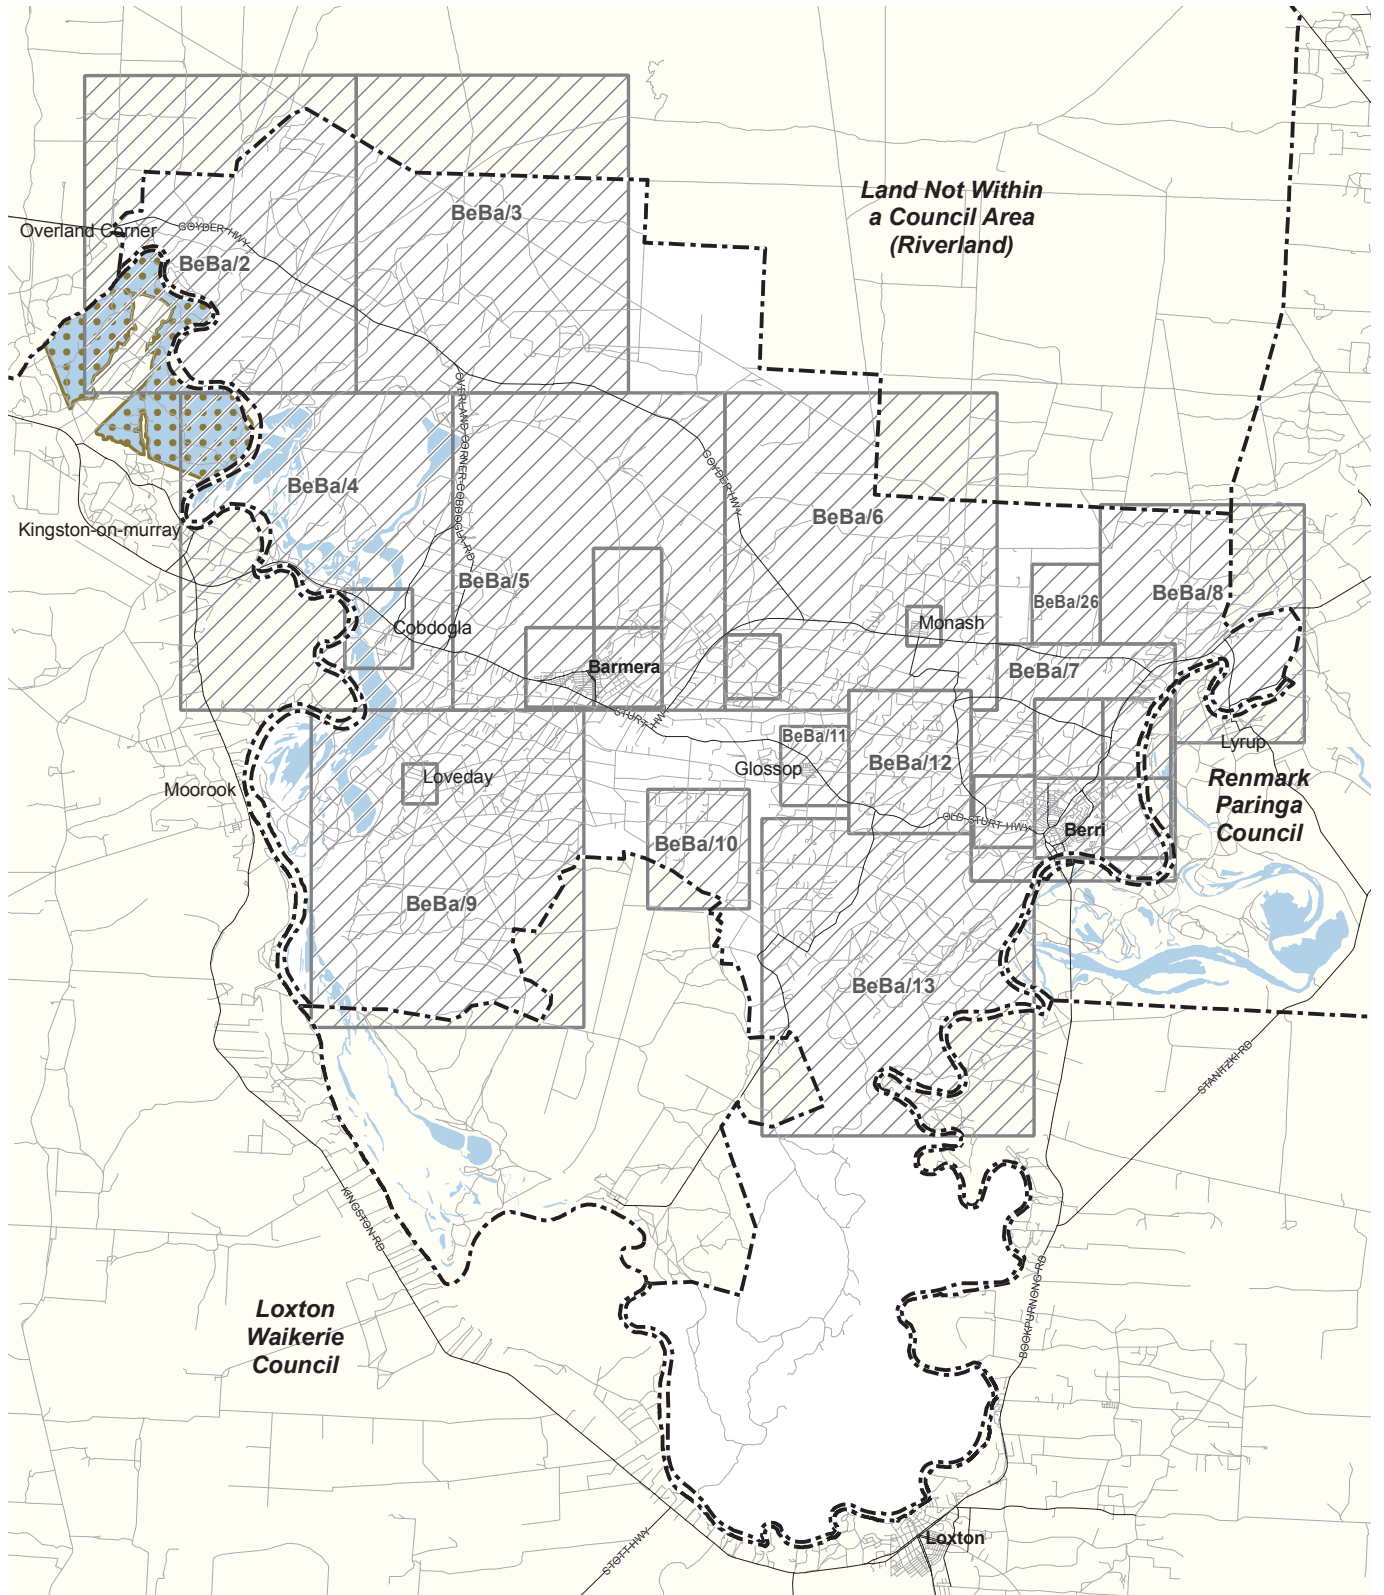 Land Not Within
a Council Area
(Riverland)
BeBa/3
Overland Corner
GOYDER HWY
BeBa/2
OVERLAND CORNER COBDOGLA RD
GOYDER HWY
BeBa/4
BeBa/6
Kingston-on-murray
BeBa/5
BeBa/26
BeBa/8
Cobdogla
Monash
Barmera
BeBa/7
STURT HWY
BeBa/11
Lyrup
Glossop
BeBa/12
Loveday
Moorook
Renmark
Paringa
Council
OLD STURT HWY
Berri
BeBa/10
BeBa/9
BeBa/13
STANITZKI RD
KINGSTON RD
BOOKPURNONG RD
Loxton
Waikerie
Council
STOTT HWY
Loxton